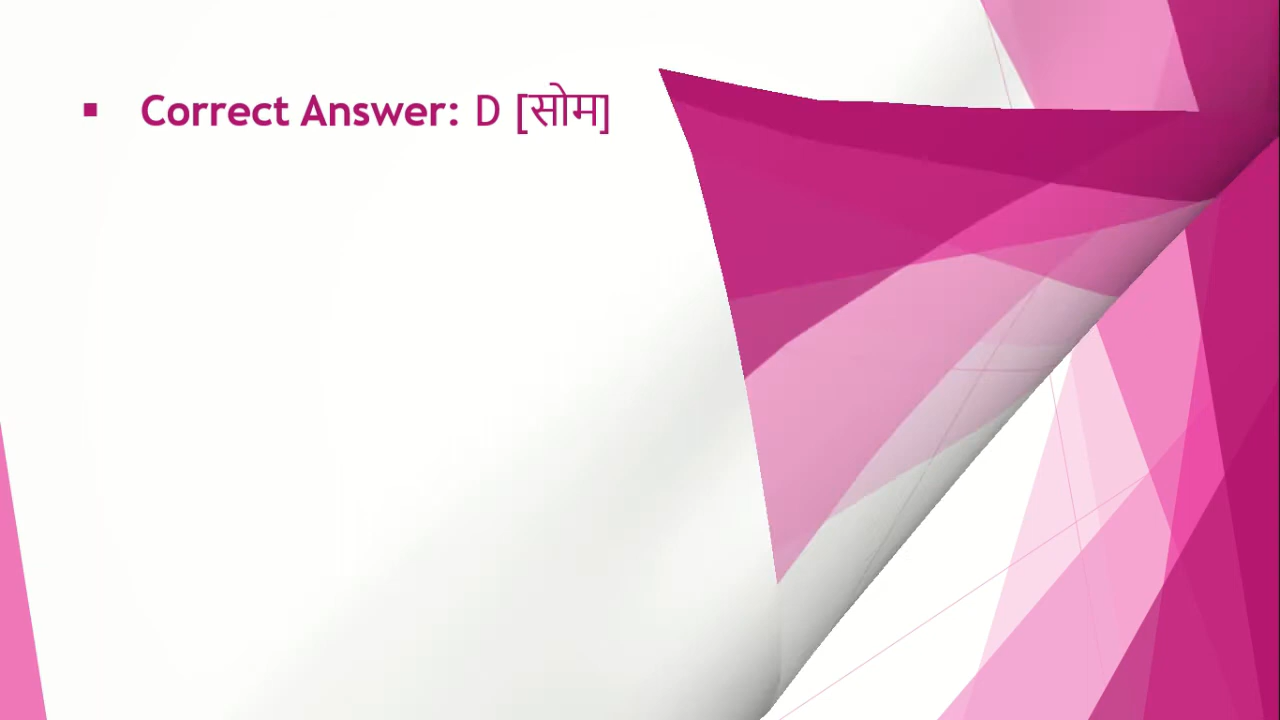 ▪ Correct Answer: D [सोम]